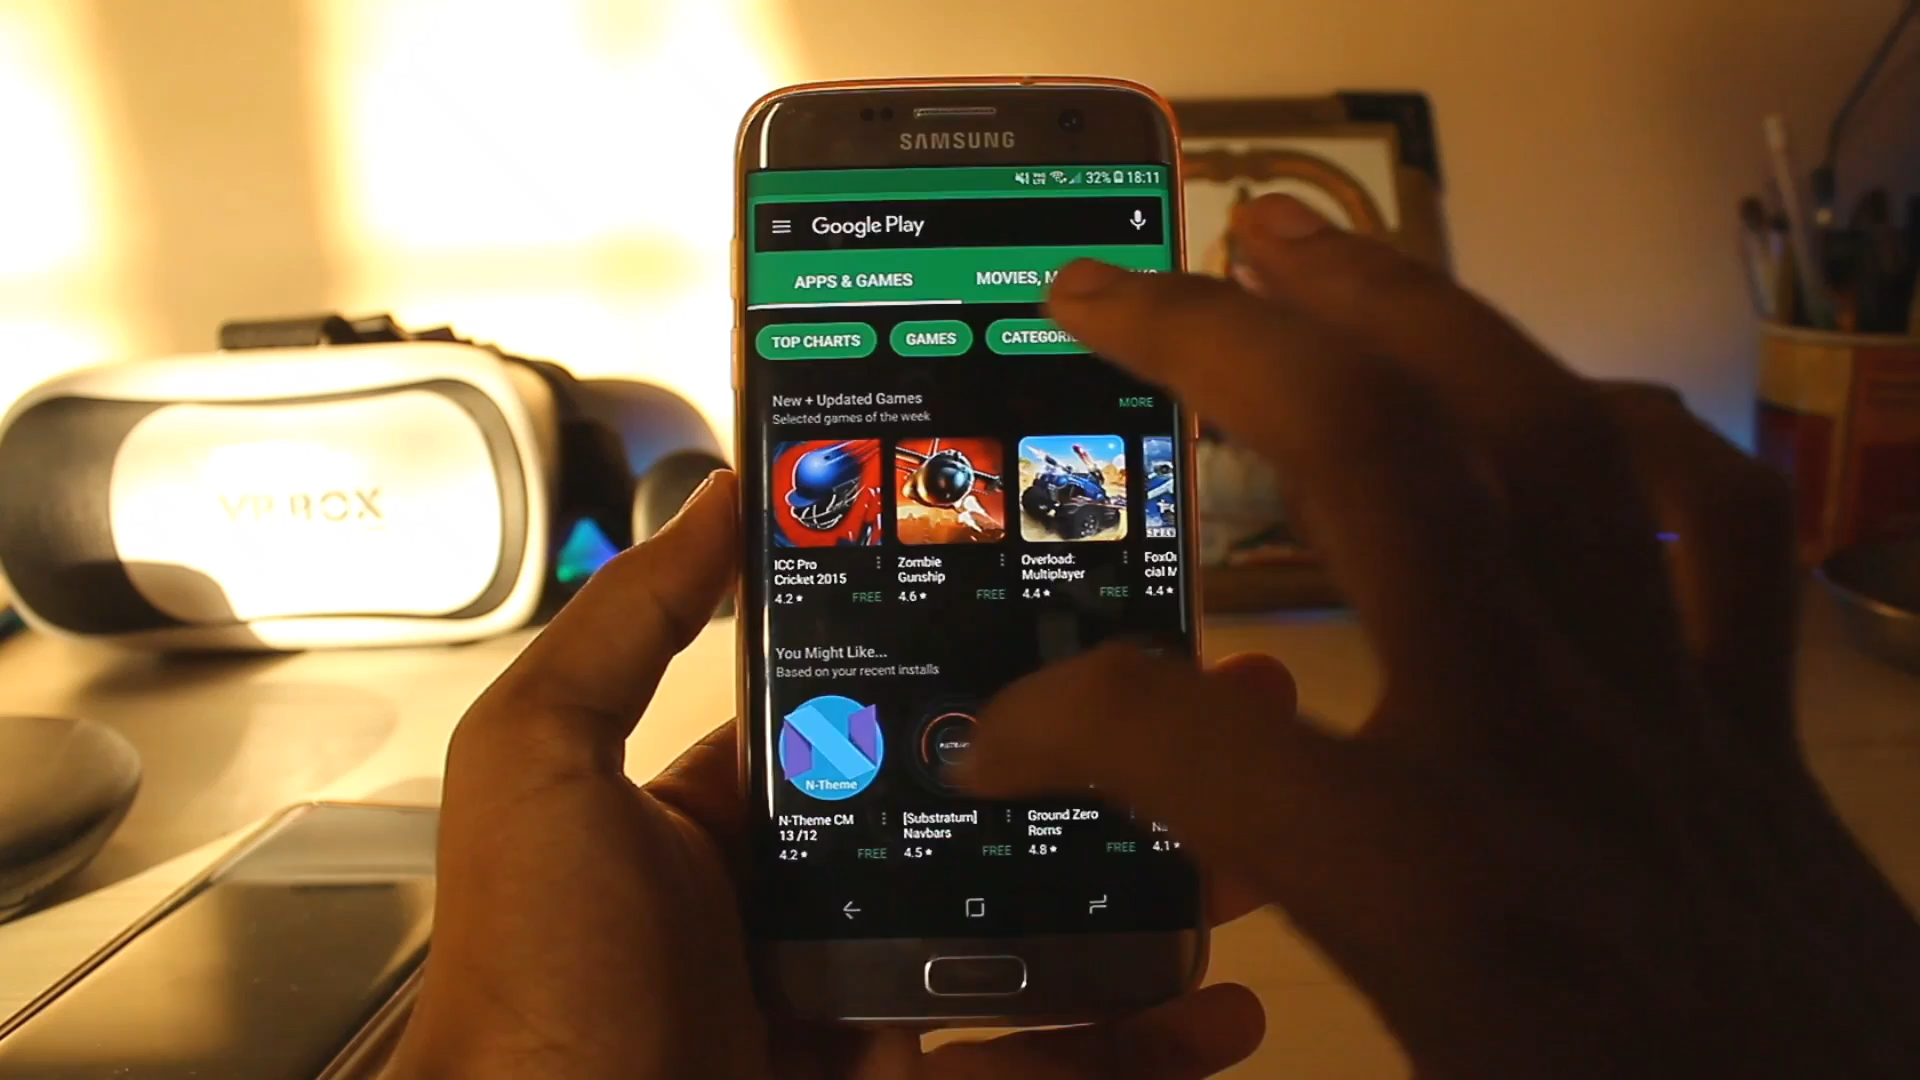 SAMSUNG
32% 18:11
Google Play
APPS & GAMES
MOVIES,
TOP CHARTS
GAMES
New + Updated Games
MORE
Selected games of the week
VR BOX
ICC Pro
Cricket 2015
4.2★
FREE
Zombie
Gunship
4.6★
FREE
Overload:
Multiplayer
4.4★
FREE
4.4★
You Might Like...
Based on your recent installs
N-Theme
N-Theme CM
13 /12
4.2★
FREE
[Substratum]
Navbars
4.5★
FREE
Ground Zero
Roms
4.8★
FREE
4.1★